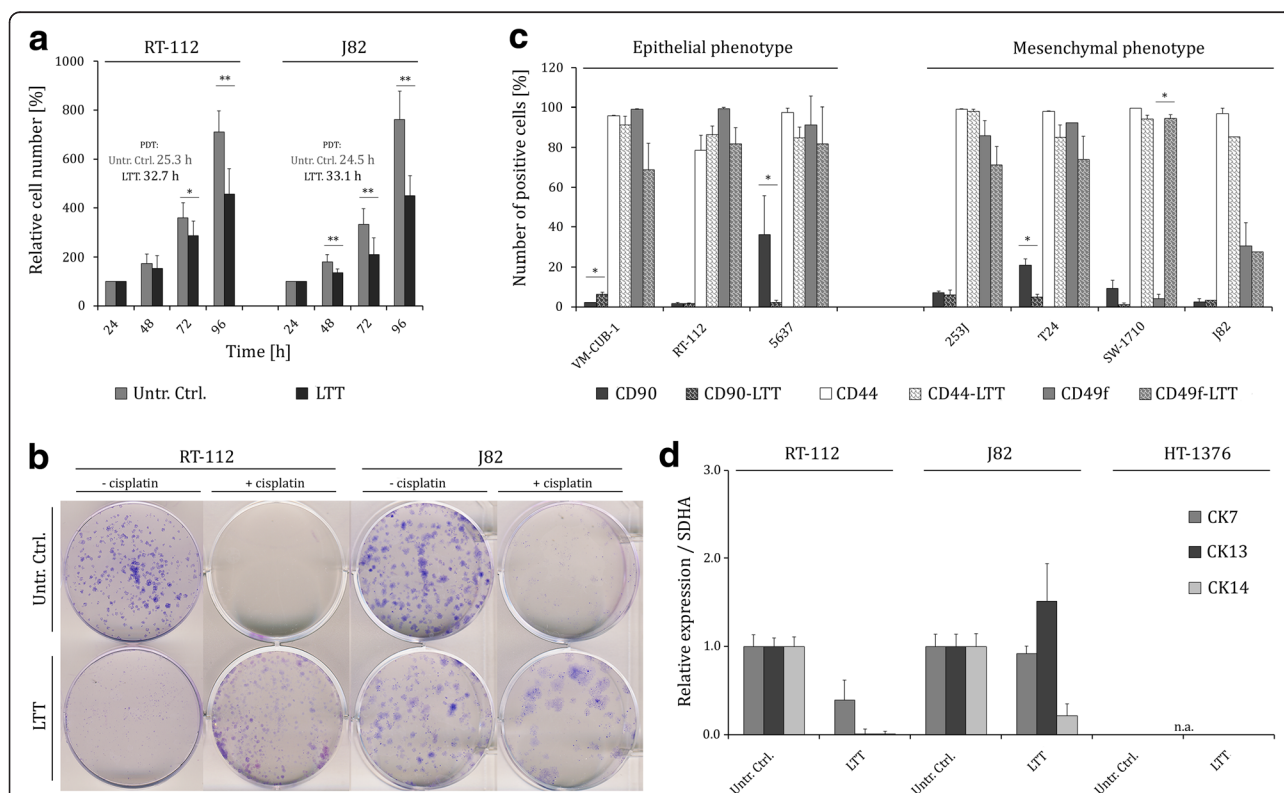 a
RT-112
J82
Relative cell number [%]
1000
800
600
400
200
0
PDT:
Untr. Ctrl. 25.3 h
LTT. 32.7 h
PDT:
Untr. Ctrl. 24.5 h
LTT: 33.1 h
*
**
**
**
**
24
48
72
96
24
48
72
96
Time [h]
Untr. Ctrl.
LTT
c
Epithelial phenotype
Mesenchymal phenotype
Number of positive cells [%]
120
100
80
60
40
20
0
*
*
*
*
VM-CUB-1
RT-112
5637
253J
T24
SW-1710
J82
CD90
CD90-LTT
CD44
CD44-LTT
CD49f
CD49f-LTT
b
RT-112
J82
- cisplatin
+ cisplatin
- cisplatin
+ cisplatin
Untr. Ctrl.
LTT
d
RT-112
J82
HT-1376
Relative expression / SDHA
3.0
2.0
1.0
0.0
CK7
CK13
CK14
n.a.
Untr. Ctrl.
LTT
Untr. Ctrl.
LTT
Untr. Ctrl.
LTT